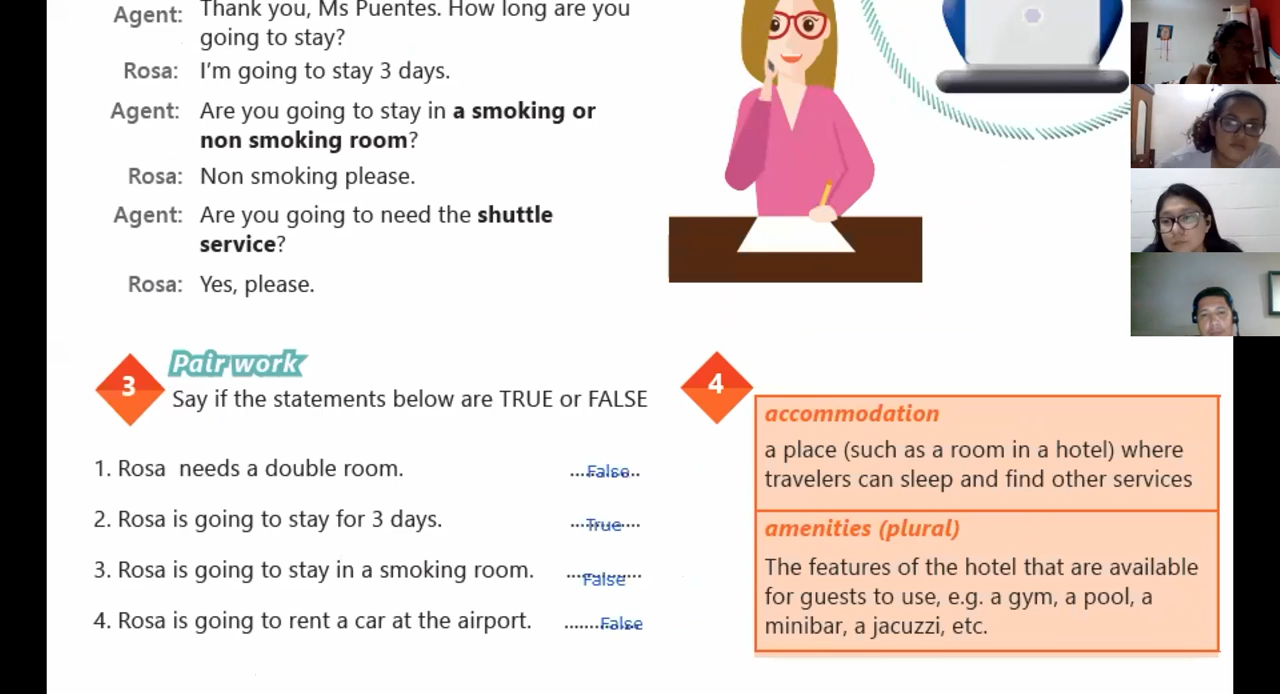 Agent: Thank you, Ms Puentes. How long are you
going to stay?
Rosa: I'm going to stay 3 days.
Agent: Are you going to stay in a smoking or
non smoking room?
Rosa: Non smoking please.
Agent: Are you going to need the shuttle
service?
Rosa: Yes, please.
3 Pair work
Say if the statements below are TRUE or FALSE
1. Rosa  needs a double room. ...False..
2. Rosa is going to stay for 3 days. ...True...
3. Rosa is going to stay in a smoking room. ...False...
4. Rosa is going to rent a car at the airport. ........False
4
accommodation
a place (such as a room in a hotel) where
travelers can sleep and find other services
amenities (plural)
The features of the hotel that are available
for guests to use, e.g. a gym, a pool, a
minibar, a jacuzzi, etc.